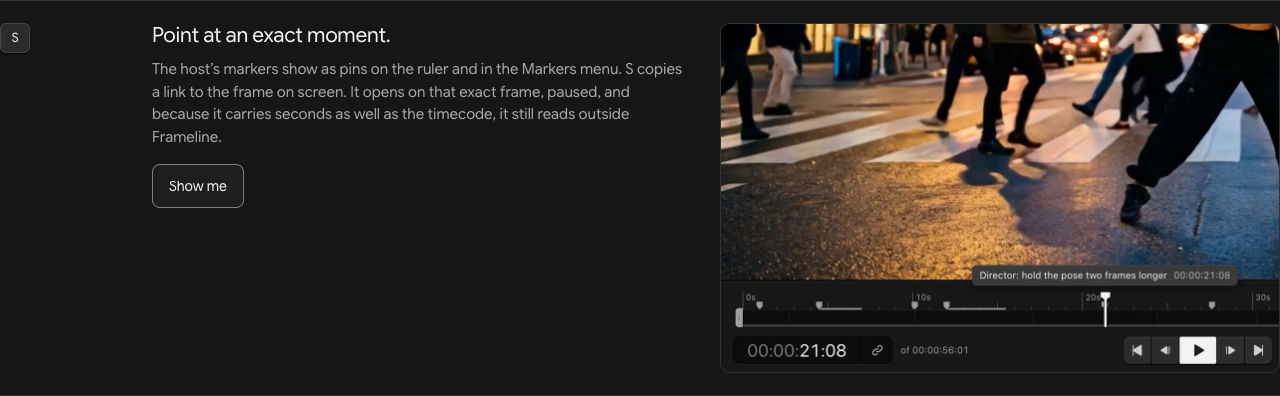 S
Point at an exact moment.
The host’s markers show as pins on the ruler and in the Markers menu. S copies
a link to the frame on screen. It opens on that exact frame, paused, and
because it carries seconds as well as the timecode, it still reads outside
Frameline.
Show me
Director: hold the pose two frames longer 00:00:21:08
0s 10s 20s 30s
00:00:21:08 of 00:00:56:01